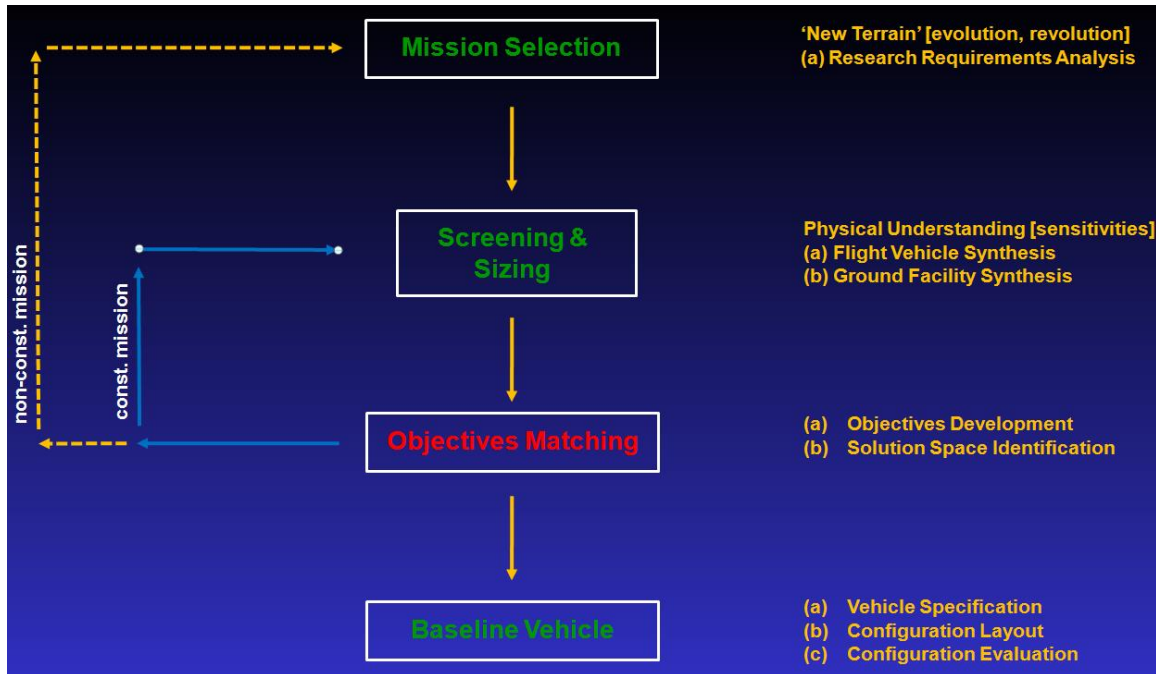 Mission Selection
'New Terrain' [evolution, revolution]
(a) Research Requirements Analysis
Screening &
Sizing
Physical Understanding [sensitivities]
(a) Flight Vehicle Synthesis
(b) Ground Facility Synthesis
non-const. mission
const. mission
Objectives Matching
(a) Objectives Development
(b) Solution Space Identification
Baseline Vehicle
(a) Vehicle Specification
(b) Configuration Layout
(c) Configuration Evaluation